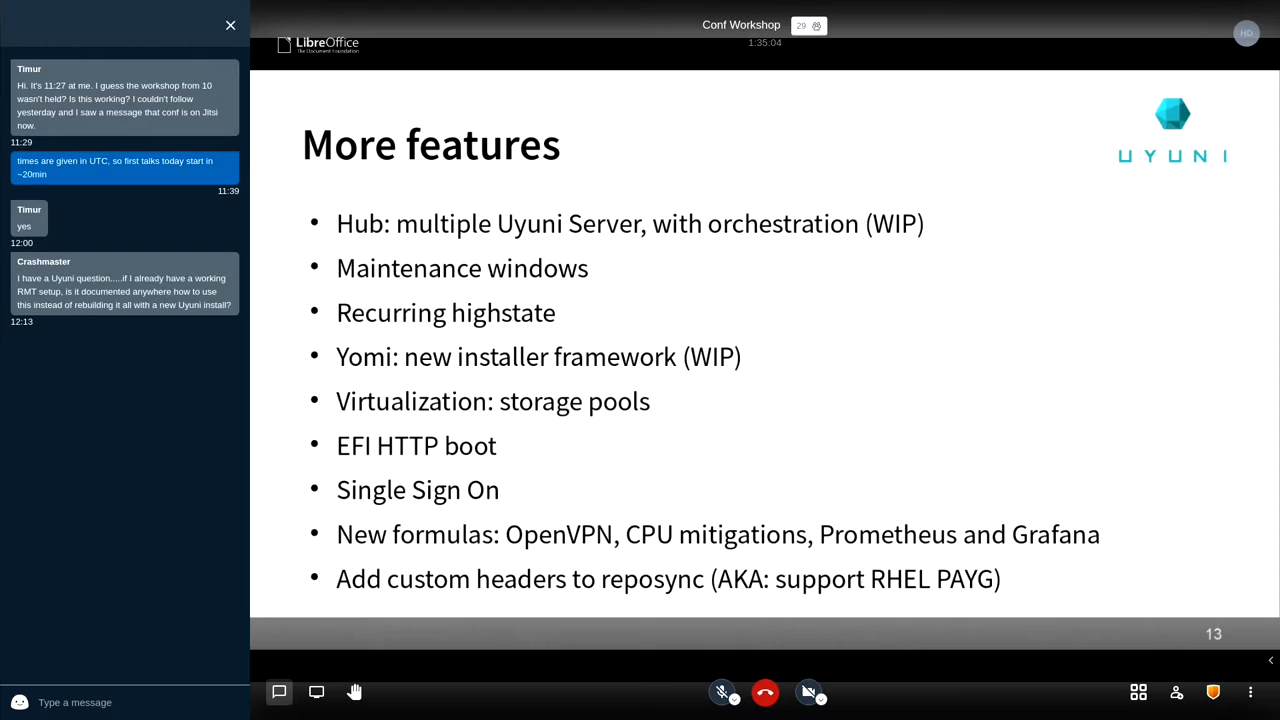 Conf Workshop
29
1:35:04
HD
LibreOffice
The Document Foundation
Timur
Hi. It's 11:27 at me. I guess the workshop from 10
wasn't held? Is this working? I couldn't follow
yesterday and I saw a message that conf is on Jitsi
now.
11:29
times are given in UTC, so first talks today start in
~20min
11:39
Timur
yes
12:00
Crashmaster
I have a Uyuni question.....if I already have a working
RMT setup, is it documented anywhere how to use
this instead of rebuilding it all with a new Uyuni install?
12:13
Type a message
More features
UYUNI
• Hub: multiple Uyuni Server, with orchestration (WIP)
• Maintenance windows
• Recurring highstate
• Yomi: new installer framework (WIP)
• Virtualization: storage pools
• EFI HTTP boot
• Single Sign On
• New formulas: OpenVPN, CPU mitigations, Prometheus and Grafana
• Add custom headers to reposync (AKA: support RHEL PAYG)
13